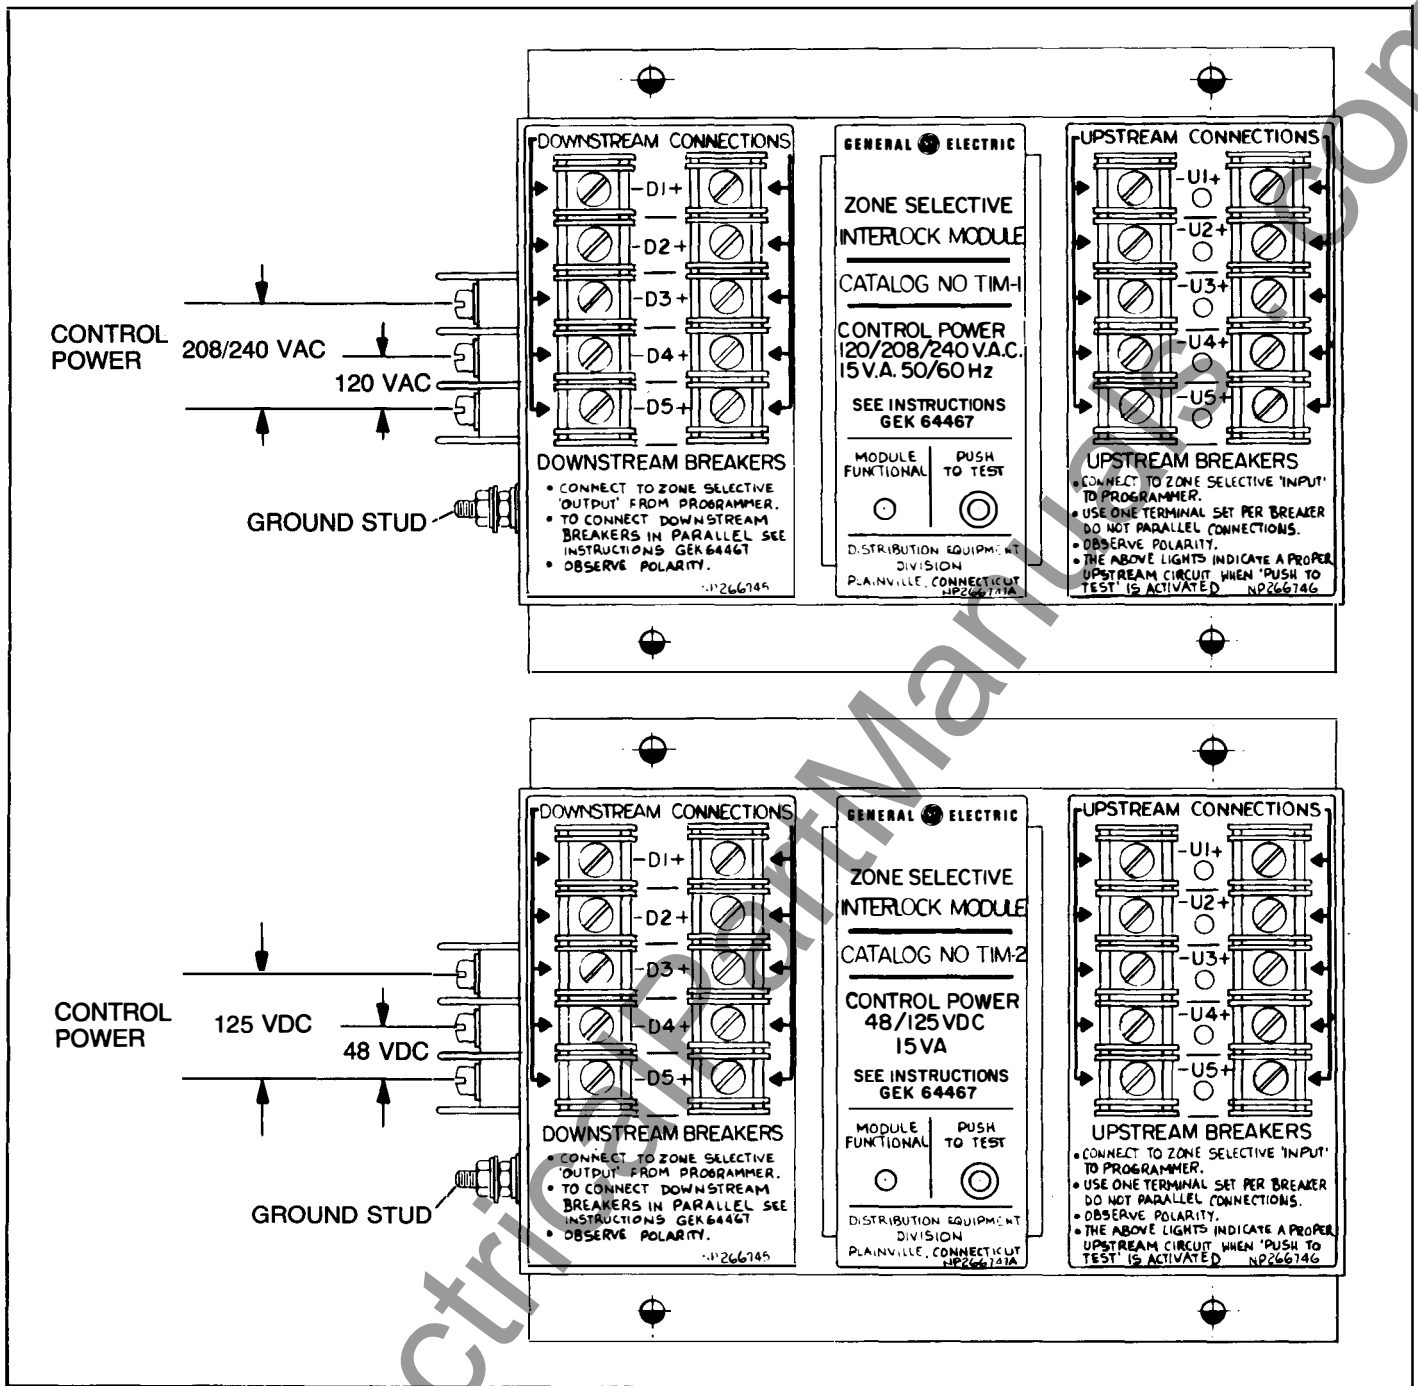 DOWNSTREAM CONNECTIONS
-D1+
-D2+
-D3+
-D4+
-D5+
DOWNSTREAM BREAKERS
• CONNECT TO ZONE SELECTIVE
'OUTPUT' FROM PROGRAMMER.
• TO CONNECT DOWNSTREAM
BREAKERS IN PARALLEL SEE
INSTRUCTIONS GEK64467
• OBSERVE POLARITY.
NP266745
GENERAL GE ELECTRIC
ZONE SELECTIVE
INTERLOCK MODULE
CATALOG NO TIM-1
CONTROL POWER
120/208/240 V.A.C.
15 V.A. 50/60 Hz
SEE INSTRUCTIONS
GEK 64467
MODULE
FUNCTIONAL
PUSH
TO TEST
DISTRIBUTION EQUIPMENT
DIVISION
PLAINVILLE, CONNECTICUT
NP266747A
UPSTREAM CONNECTIONS
-U1+
-U2+
-U3+
-U4+
-U5+
UPSTREAM BREAKERS
• CONNECT TO ZONE SELECTIVE 'INPUT'
TO PROGRAMMER.
• USE ONE TERMINAL SET PER BREAKER
DO NOT PARALLEL CONNECTIONS.
• OBSERVE POLARITY.
• THE ABOVE LIGHTS INDICATE A PROPER
UPSTREAM CIRCUIT WHEN 'PUSH TO
TEST' IS ACTIVATED NP266746
CONTROL
POWER
208/240 VAC
120 VAC
GROUND STUD
DOWNSTREAM CONNECTIONS
-D1+
-D2+
-D3+
-D4+
-D5+
DOWNSTREAM BREAKERS
• CONNECT TO ZONE SELECTIVE
'OUTPUT' FROM PROGRAMMER.
• TO CONNECT DOWNSTREAM
BREAKERS IN PARALLEL SEE
INSTRUCTIONS GEK64467
• OBSERVE POLARITY.
NP266745
GENERAL GE ELECTRIC
ZONE SELECTIVE
INTERLOCK MODULE
CATALOG NO TIM-2
CONTROL POWER
48/125 VDC
15 VA
SEE INSTRUCTIONS
GEK 64467
MODULE
FUNCTIONAL
PUSH
TO TEST
DISTRIBUTION EQUIPMENT
DIVISION
PLAINVILLE, CONNECTICUT
NP266747A
UPSTREAM CONNECTIONS
-U1+
-U2+
-U3+
-U4+
-U5+
UPSTREAM BREAKERS
• CONNECT TO ZONE SELECTIVE 'INPUT'
TO PROGRAMMER.
• USE ONE TERMINAL SET PER BREAKER
DO NOT PARALLEL CONNECTIONS.
• OBSERVE POLARITY.
• THE ABOVE LIGHTS INDICATE A PROPER
UPSTREAM CIRCUIT WHEN 'PUSH TO
TEST' IS ACTIVATED NP266746
CONTROL
POWER
125 VDC
48 VDC
GROUND STUD
ctricalPartManuals.com